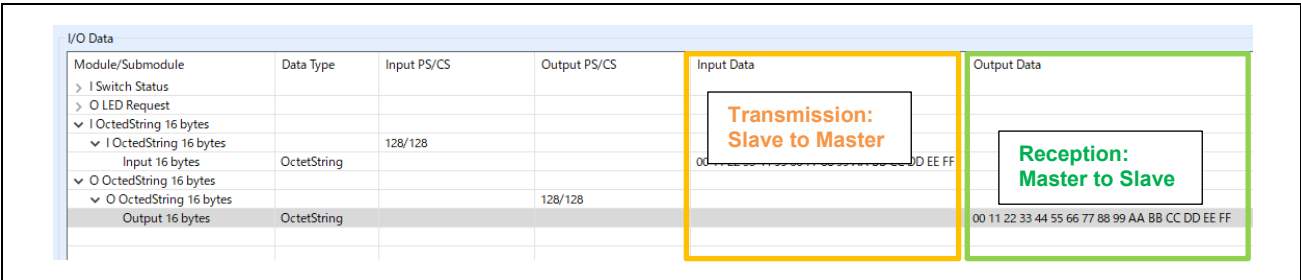 I/O Data
Module/Submodule Data Type Input PS/CS Output PS/CS Input Data Output Data
I Switch Status
O LED Request
I OctedString 16 bytes
I OctedString 16 bytes 128/128
Input 16 bytes OctetString 00 DD EE FF
O OctedString 16 bytes
O OctedString 16 bytes 128/128
Output 16 bytes OctetString 00 11 22 33 44 55 66 77 88 99 AA BB CC DD EE FF
Transmission:
Slave to Master
Reception:
Master to Slave